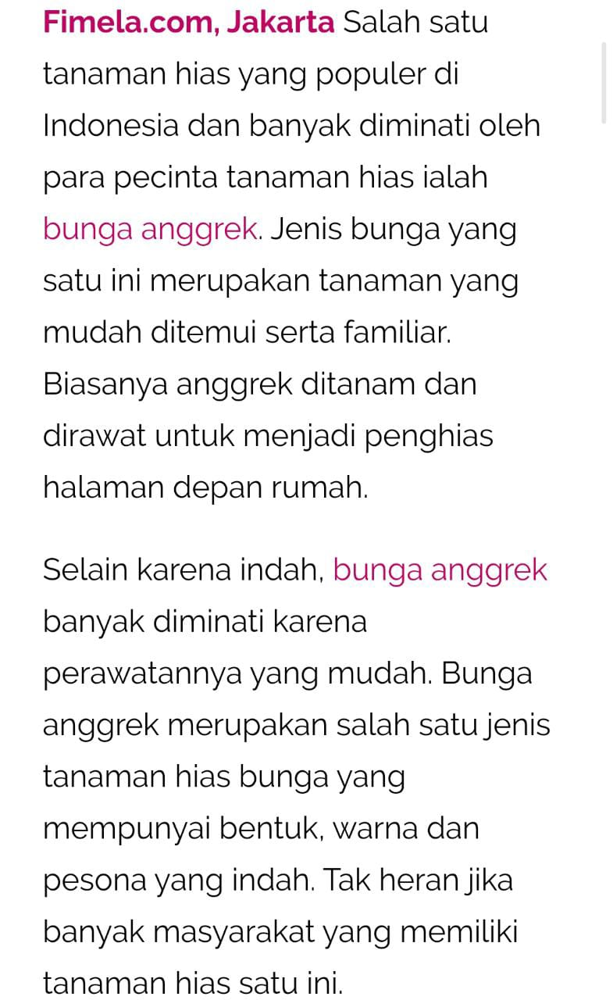 Fimela.com, Jakarta Salah satu
tanaman hias yang populer di
Indonesia dan banyak diminati oleh
para pecinta tanaman hias ialah
bunga anggrek. Jenis bunga yang
satu ini merupakan tanaman yang
mudah ditemui serta familiar.
Biasanya anggrek ditanam dan
dirawat untuk menjadi penghias
halaman depan rumah.
Selain karena indah, bunga anggrek
banyak diminati karena
perawatannya yang mudah. Bunga
anggrek merupakan salah satu jenis
tanaman hias bunga yang
mempunyai bentuk, warna dan
pesona yang indah. Tak heran jika
banyak masyarakat yang memiliki
tanaman hias satu ini.